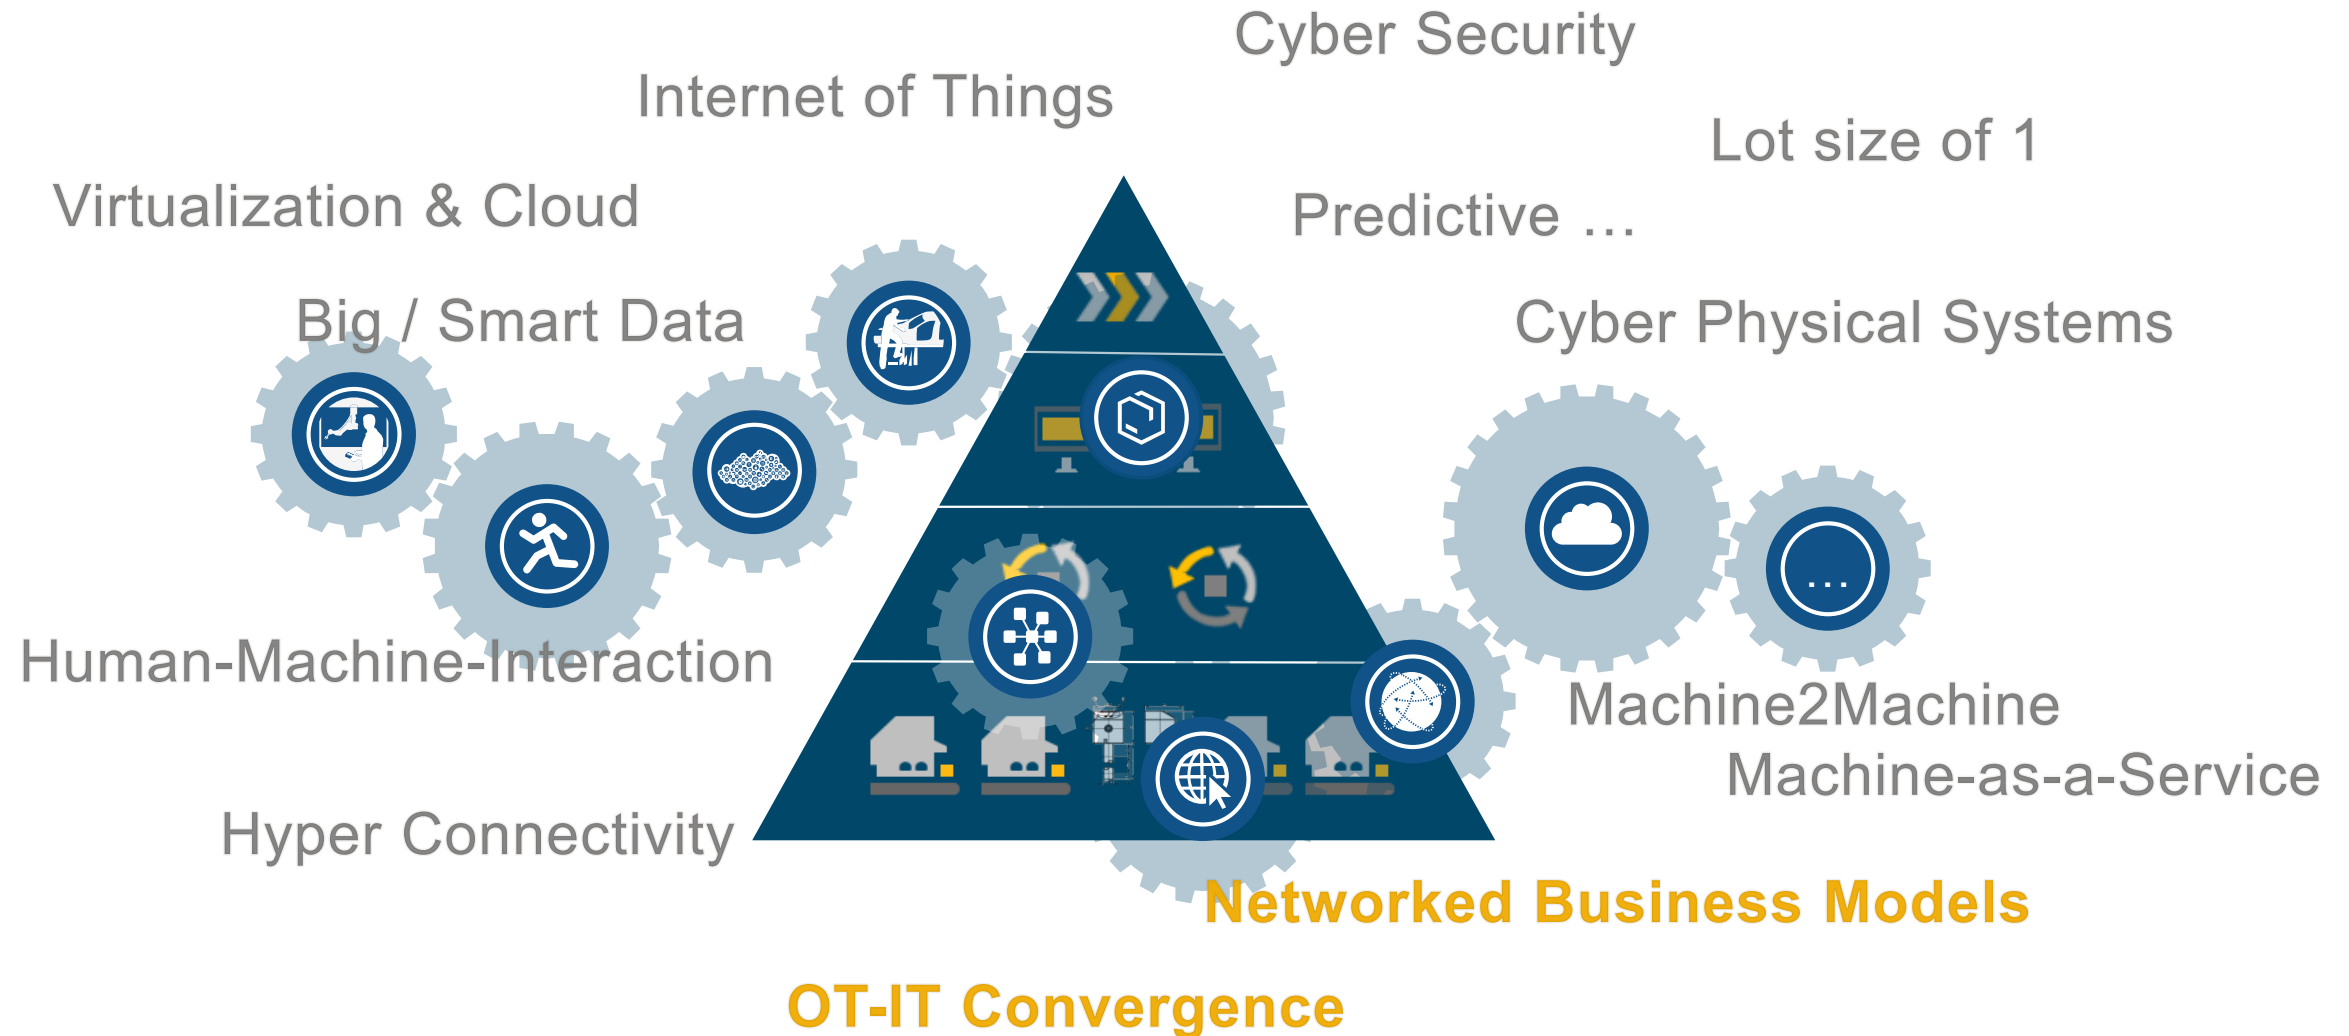 Cyber Security
Internet of Things
Lot size of 1
Virtualization & Cloud
Predictive …
Big / Smart Data
Cyber Physical Systems
...
Human-Machine-Interaction
Machine2Machine
Machine-as-a-Service
Hyper Connectivity
Networked Business Models
OT-IT Convergence